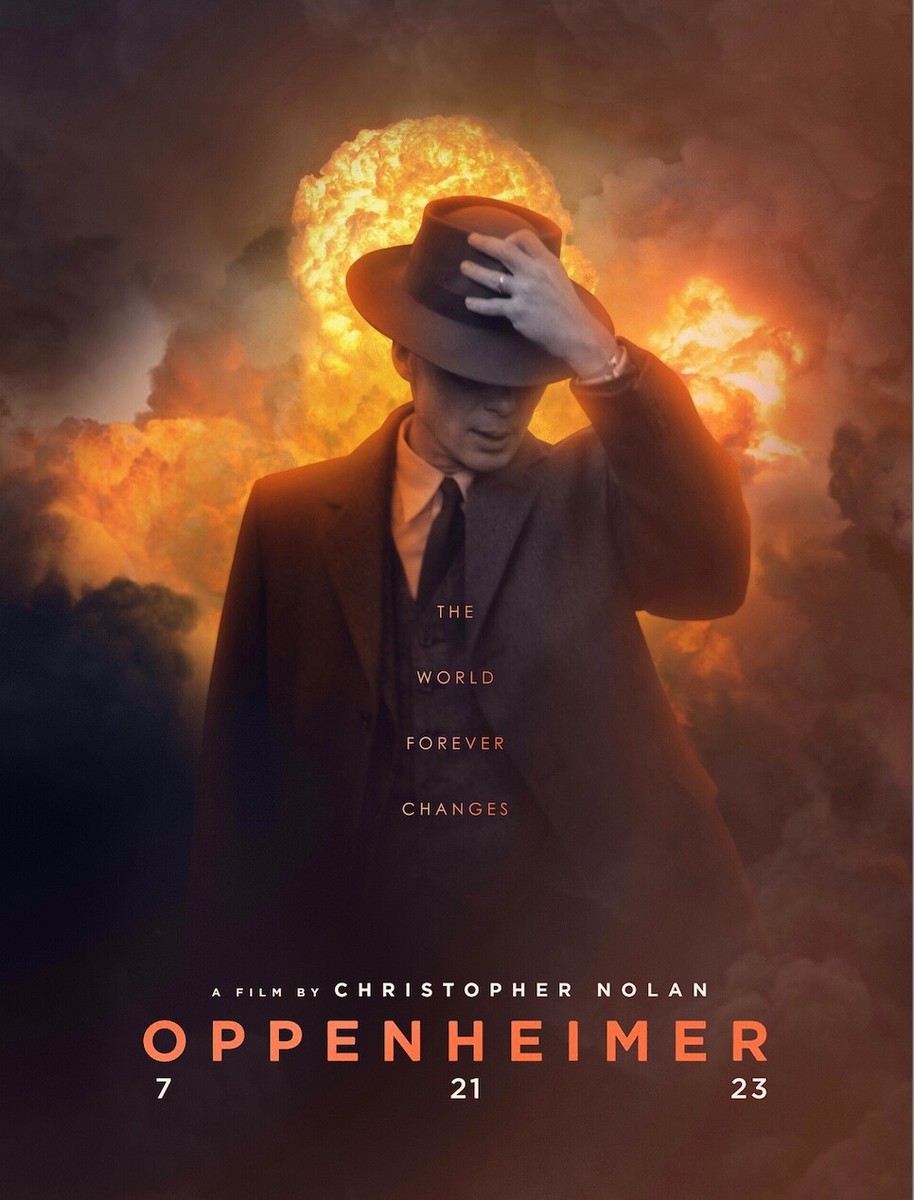 THE
WORLD
FOREVER
CHANGES
A FILM BY CHRISTOPHER NOLAN
OPPENHEIMER
7 21 23